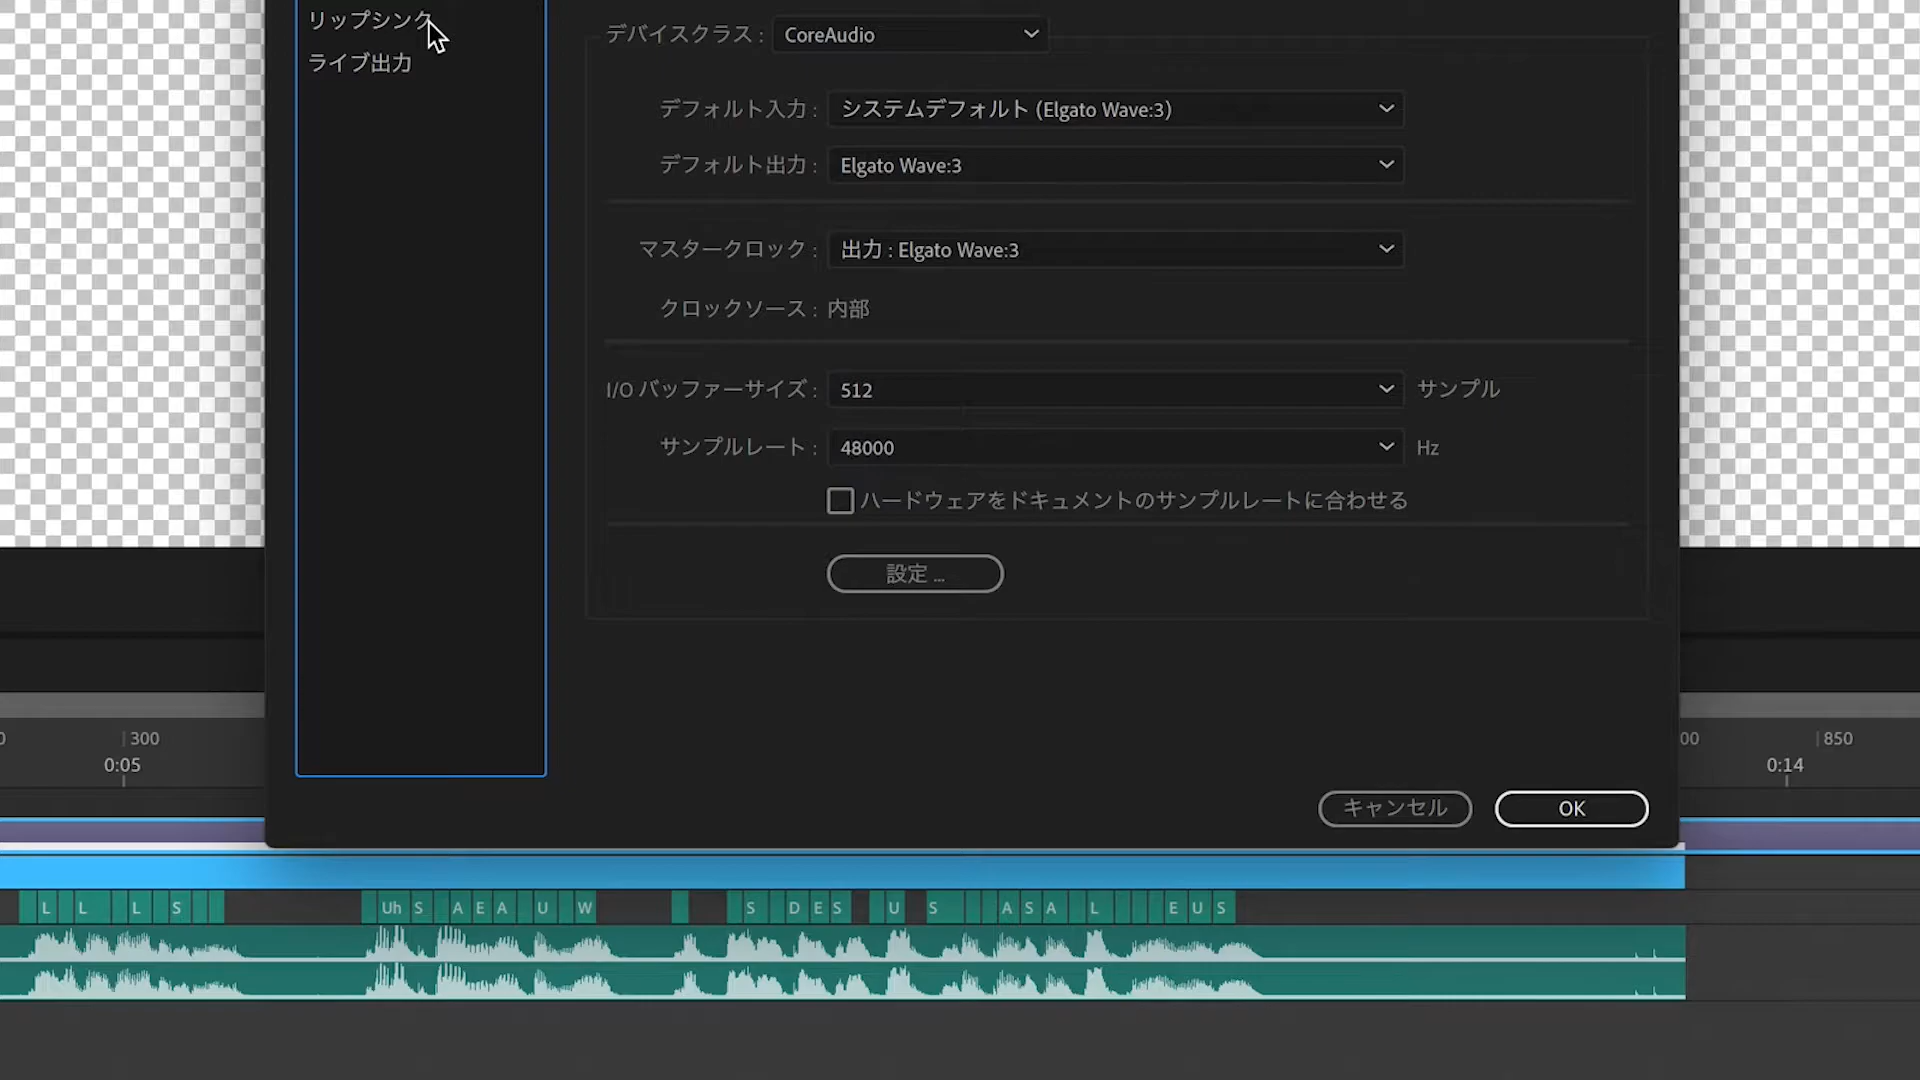 リップシンク
ライブ出力
デバイスクラス : CoreAudio
デフォルト入力 : システムデフォルト (Elgato Wave:3)
デフォルト出力 : Elgato Wave:3
マスタークロック : 出力 : Elgato Wave:3
クロックソース : 内部
I/O バッファーサイズ : 512 サンプル
サンプルレート : 48000 Hz
ハードウェアをドキュメントのサンプルレートに合わせる
設定 ...
キャンセル OK
0 300 00 850
0:05 0:14
L L L S Uh S A E A U W S D E S U S A S A L E U S